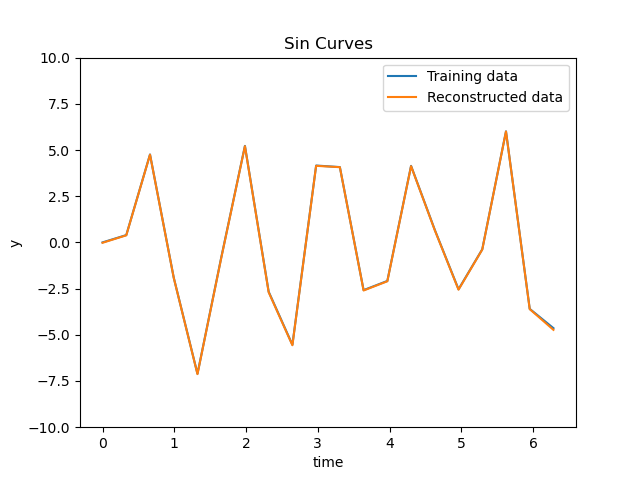 Sin Curves
Training data
Reconstructed data
10.0
7.5
5.0
2.5
0.0
−2.5
−5.0
−7.5
−10.0
y
0 1 2 3 4 5 6
time